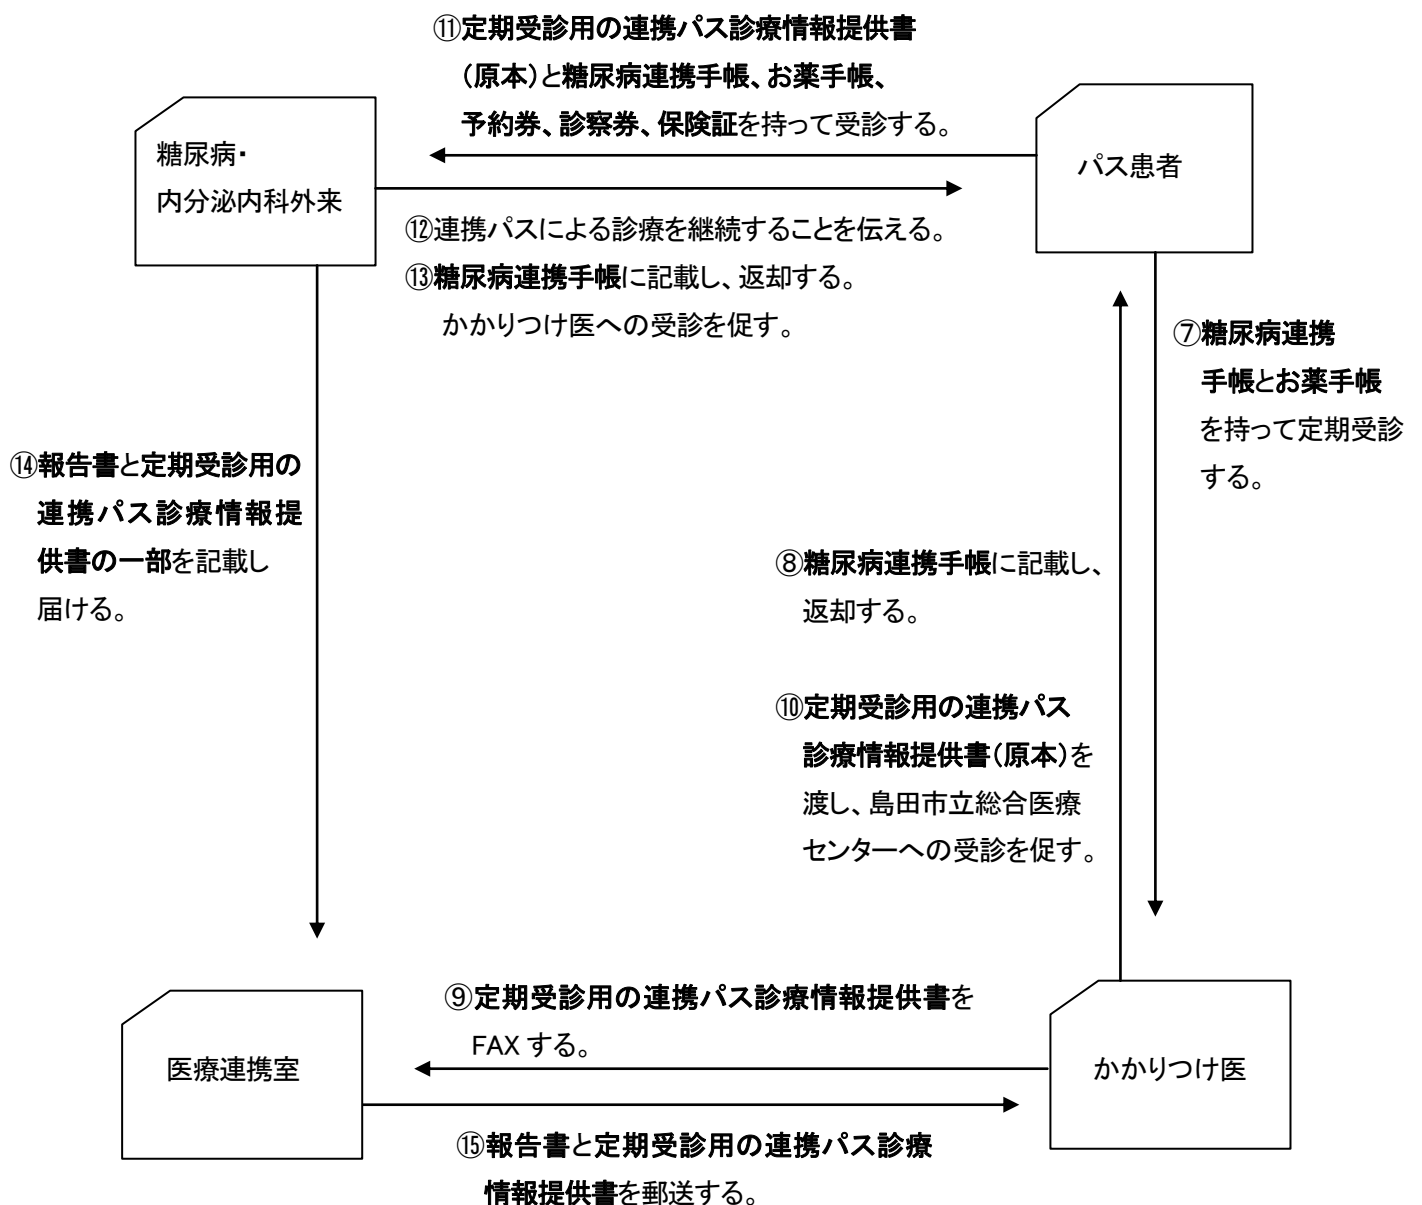 ⑪定期受診用の連携パス診療情報提供書
(原本)と糖尿病連携手帳、お薬手帳、
予約券、診察券、保険証を持って受診する。
糖尿病・
内分泌内科外来
パス患者
⑫連携パスによる診療を継続することを伝える。
⑬糖尿病連携手帳に記載し、返却する。
かかりつけ医への受診を促す。
⑦糖尿病連携
手帳とお薬手帳
を持って定期受診
する。
⑭報告書と定期受診用の
連携パス診療情報提
供書の一部を記載し
届ける。
⑧糖尿病連携手帳に記載し、
返却する。
⑩定期受診用の連携パス
診療情報提供書(原本)を
渡し、島田市立総合医療
センターへの受診を促す。
⑨定期受診用の連携パス診療情報提供書を
FAX する。
医療連携室
かかりつけ医
⑮報告書と定期受診用の連携パス診療
情報提供書を郵送する。